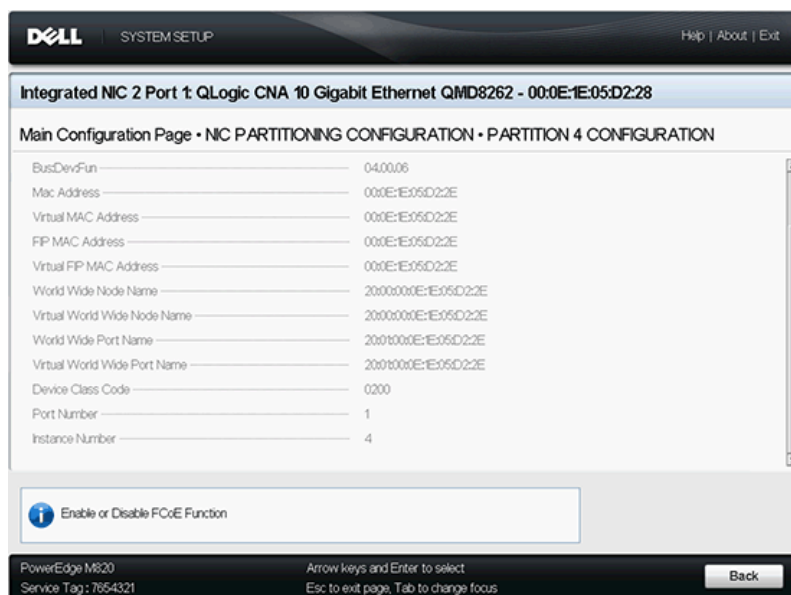 DELL SYSTEM SETUP Help | About | Exit
Integrated NIC 2 Port 1: QLogic CNA 10 Gigabit Ethernet QMD8262 - 00:0E:1E:05:D2:28
Main Configuration Page • NIC PARTITIONING CONFIGURATION • PARTITION 4 CONFIGURATION
Bus:Dev:Fun 04:00:06
Mac Address 00:0E:1E:05:D2:2E
Virtual MAC Address 00:0E:1E:05:D2:2E
FIP MAC Address 00:0E:1E:05:D2:2E
Virtual FIP MAC Address 00:0E:1E:05:D2:2E
World Wide Node Name 20:00:00:0E:1E:05:D2:2E
Virtual World Wide Node Name 20:00:00:0E:1E:05:D2:2E
World Wide Port Name 20:01:00:0E:1E:05:D2:2E
Virtual World Wide Port Name 20:01:00:0E:1E:05:D2:2E
Device Class Code 0200
Port Number 1
Instance Number 4
Enable or Disable FCoE Function
PowerEdge M820 Arrow keys and Enter to select
Service Tag : 7654321 Esc to exit page, Tab to change focus
Back